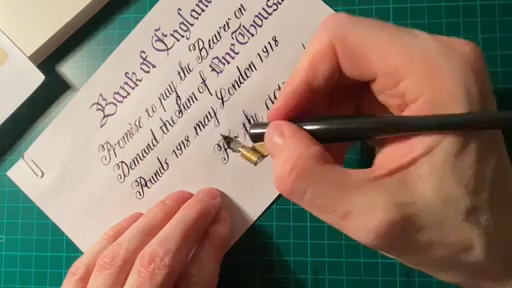 Bank of England
Promise to pay the Bearer on
Demand the Sum of One Thousa
Pounds 1918 may London 1918